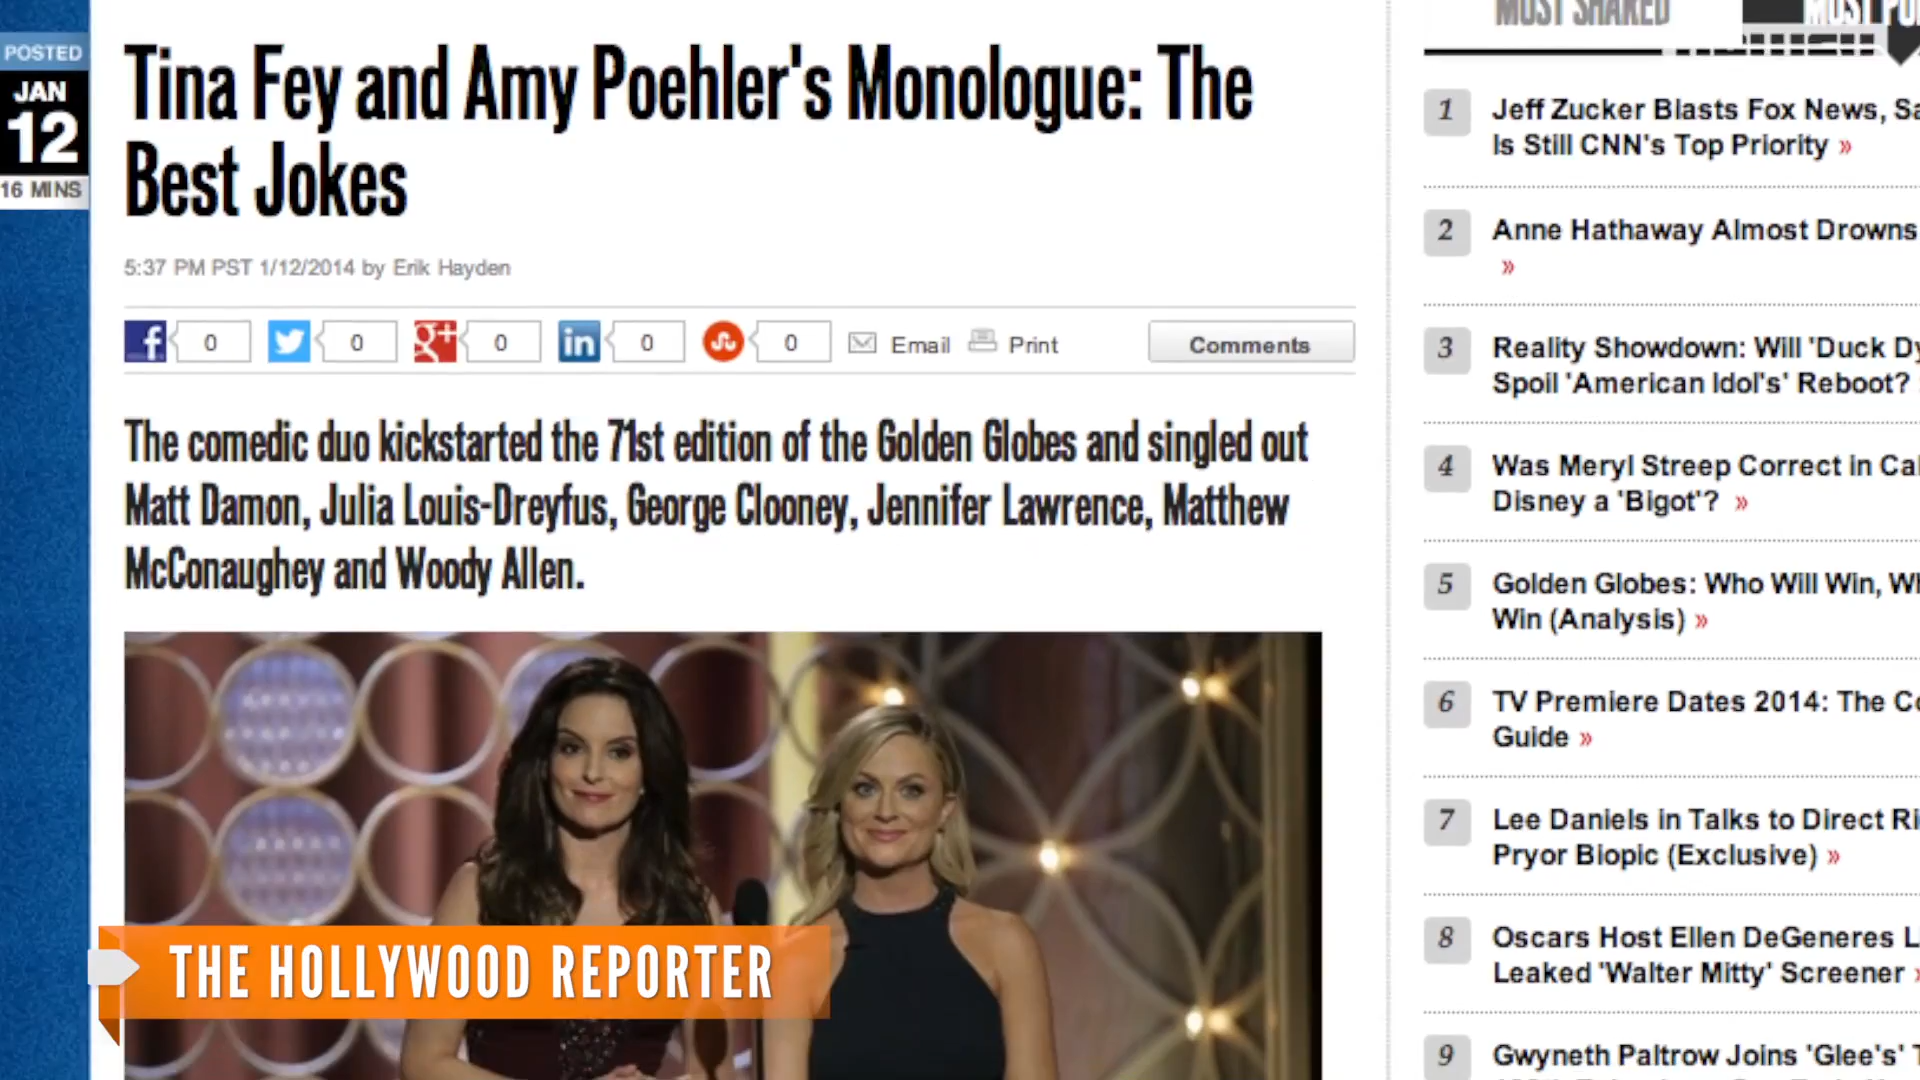 POSTED
JAN
12
16 MINS
Tina Fey and Amy Poehler's Monologue: The
Best Jokes
5:37 PM PST 1/12/2014 by Erik Hayden
f 0 0 g+ 0 in 0 0 Email Print Comments
The comedic duo kickstarted the 71st edition of the Golden Globes and singled out
Matt Damon, Julia Louis-Dreyfus, George Clooney, Jennifer Lawrence, Matthew
McConaughey and Woody Allen.
THE HOLLYWOOD REPORTER
MOST SHARED
1 Jeff Zucker Blasts Fox News,
Is Still CNN's Top Priority »
2 Anne Hathaway Almost Drowns
»
3 Reality Showdown: Will 'Duck
Spoil 'American Idol's' Reboot?
4 Was Meryl Streep Correct in
Disney a 'Bigot'? »
5 Golden Globes: Who Will Win,
Win (Analysis) »
6 TV Premiere Dates 2014: The
Guide »
7 Lee Daniels in Talks to Direct
Pryor Biopic (Exclusive) »
8 Oscars Host Ellen DeGeneres
Leaked 'Walter Mitty' Screener »
9 Gwyneth Paltrow Joins 'Glee's'